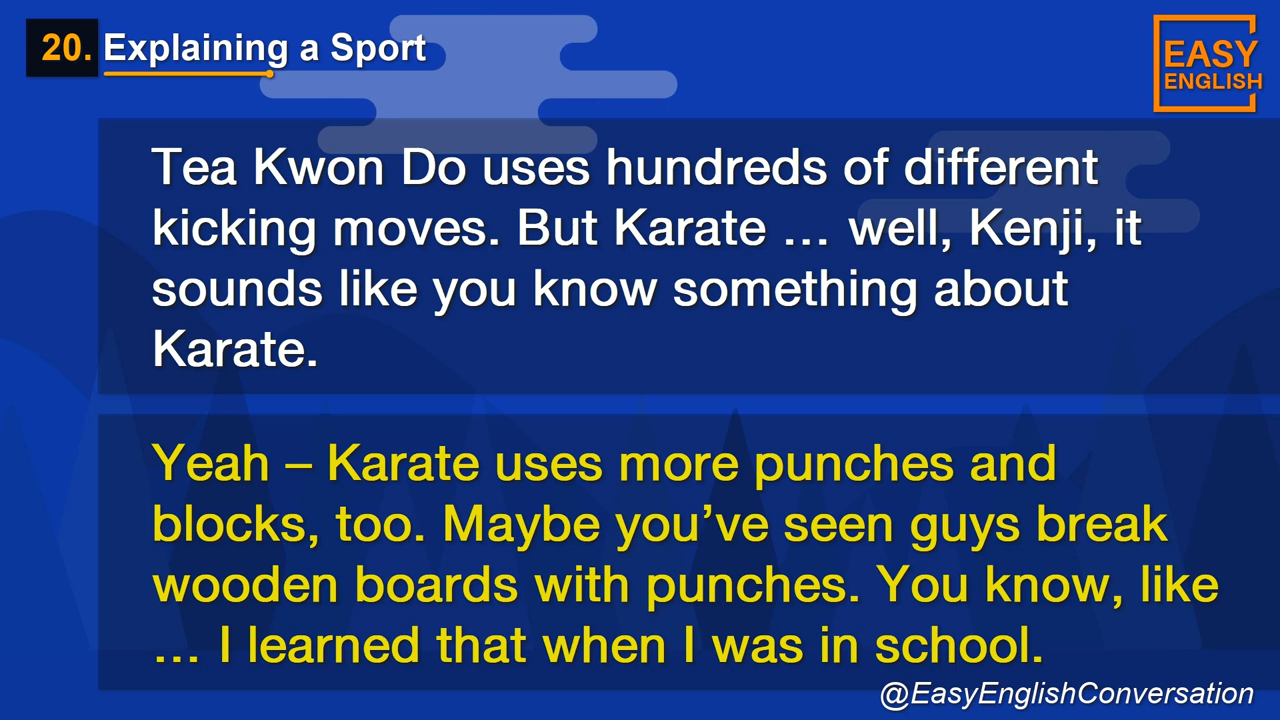 20. Explaining a Sport
EASY
ENGLISH
Tea Kwon Do uses hundreds of different
kicking moves. But Karate ... well, Kenji, it
sounds like you know something about
Karate.
Yeah – Karate uses more punches and
blocks, too. Maybe you’ve seen guys break
wooden boards with punches. You know, like
... I learned that when I was in school.
@EasyEnglishConversation